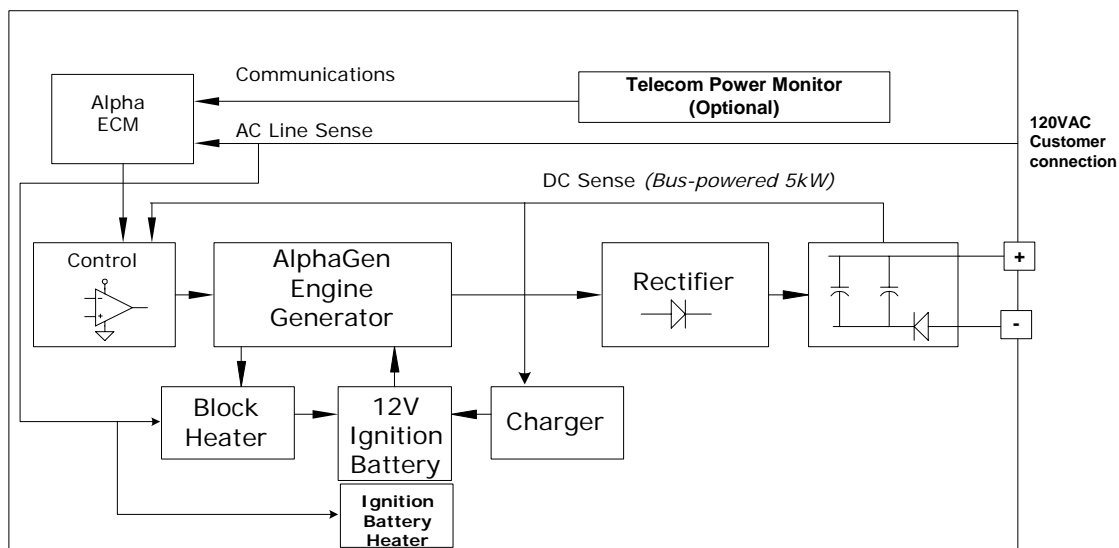 Communications
Telecom Power Monitor
(Optional)
Alpha
ECM
AC Line Sense
120VAC
Customer
connection
DC Sense (Bus-powered 5kW)
Control
-
+
AlphaGen
Engine
Generator
Rectifier
+
-
Block
Heater
12V
Ignition
Battery
Charger
Ignition
Battery
Heater